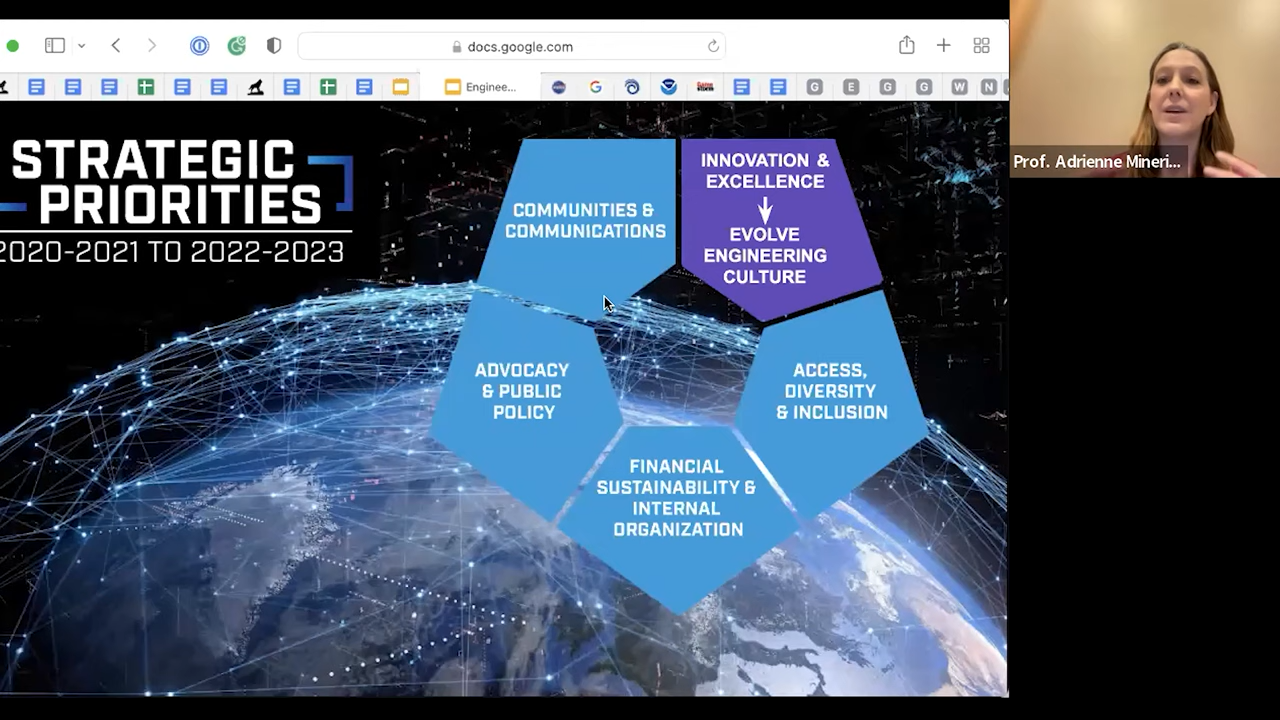 docs.google.com
Enginee...
G
E
G
G
W
N
STRATEGIC
PRIORITIES
2020-2021 TO 2022-2023
COMMUNITIES &
COMMUNICATIONS
INNOVATION &
EXCELLENCE
EVOLVE
ENGINEERING
CULTURE
ADVOCACY
& PUBLIC
POLICY
ACCESS,
DIVERSITY
& INCLUSION
FINANCIAL
SUSTAINABILITY &
INTERNAL
ORGANIZATION
Prof. Adrienne Mineri...